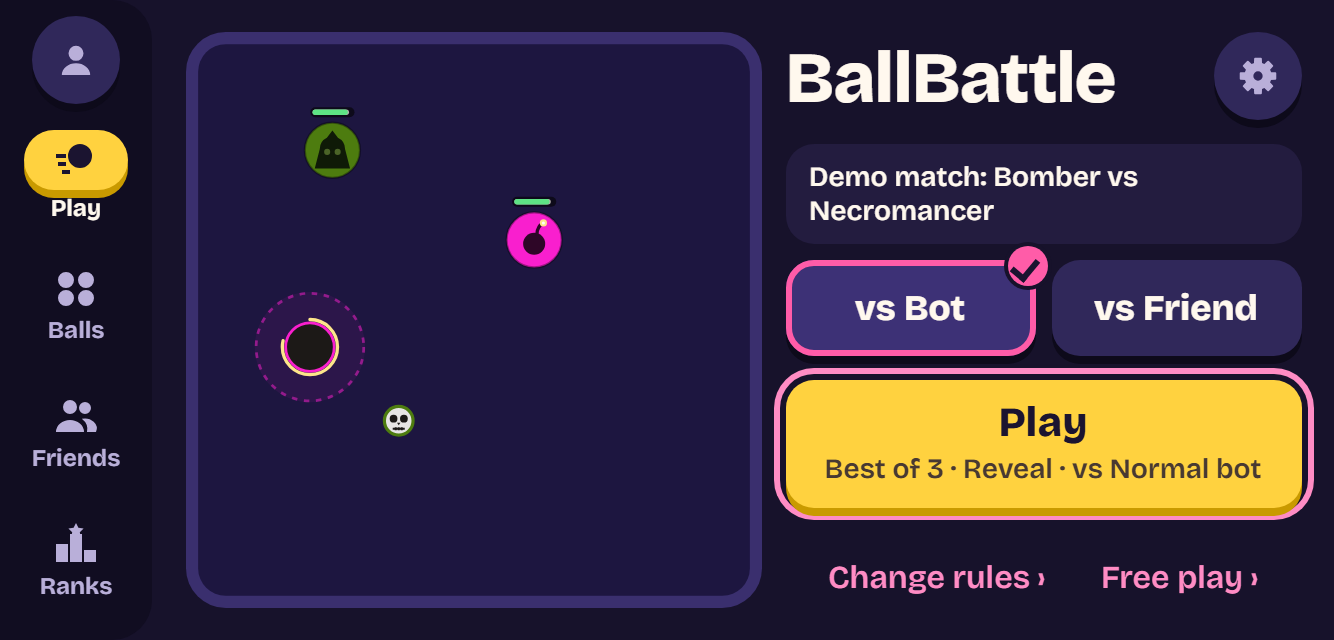 BallBattle
Demo match: Bomber vs
Necromancer
vs Bot
vs Friend
Play
Best of 3 · Reveal · vs Normal bot
Change rules ›
Free play ›
Play
Balls
Friends
Ranks